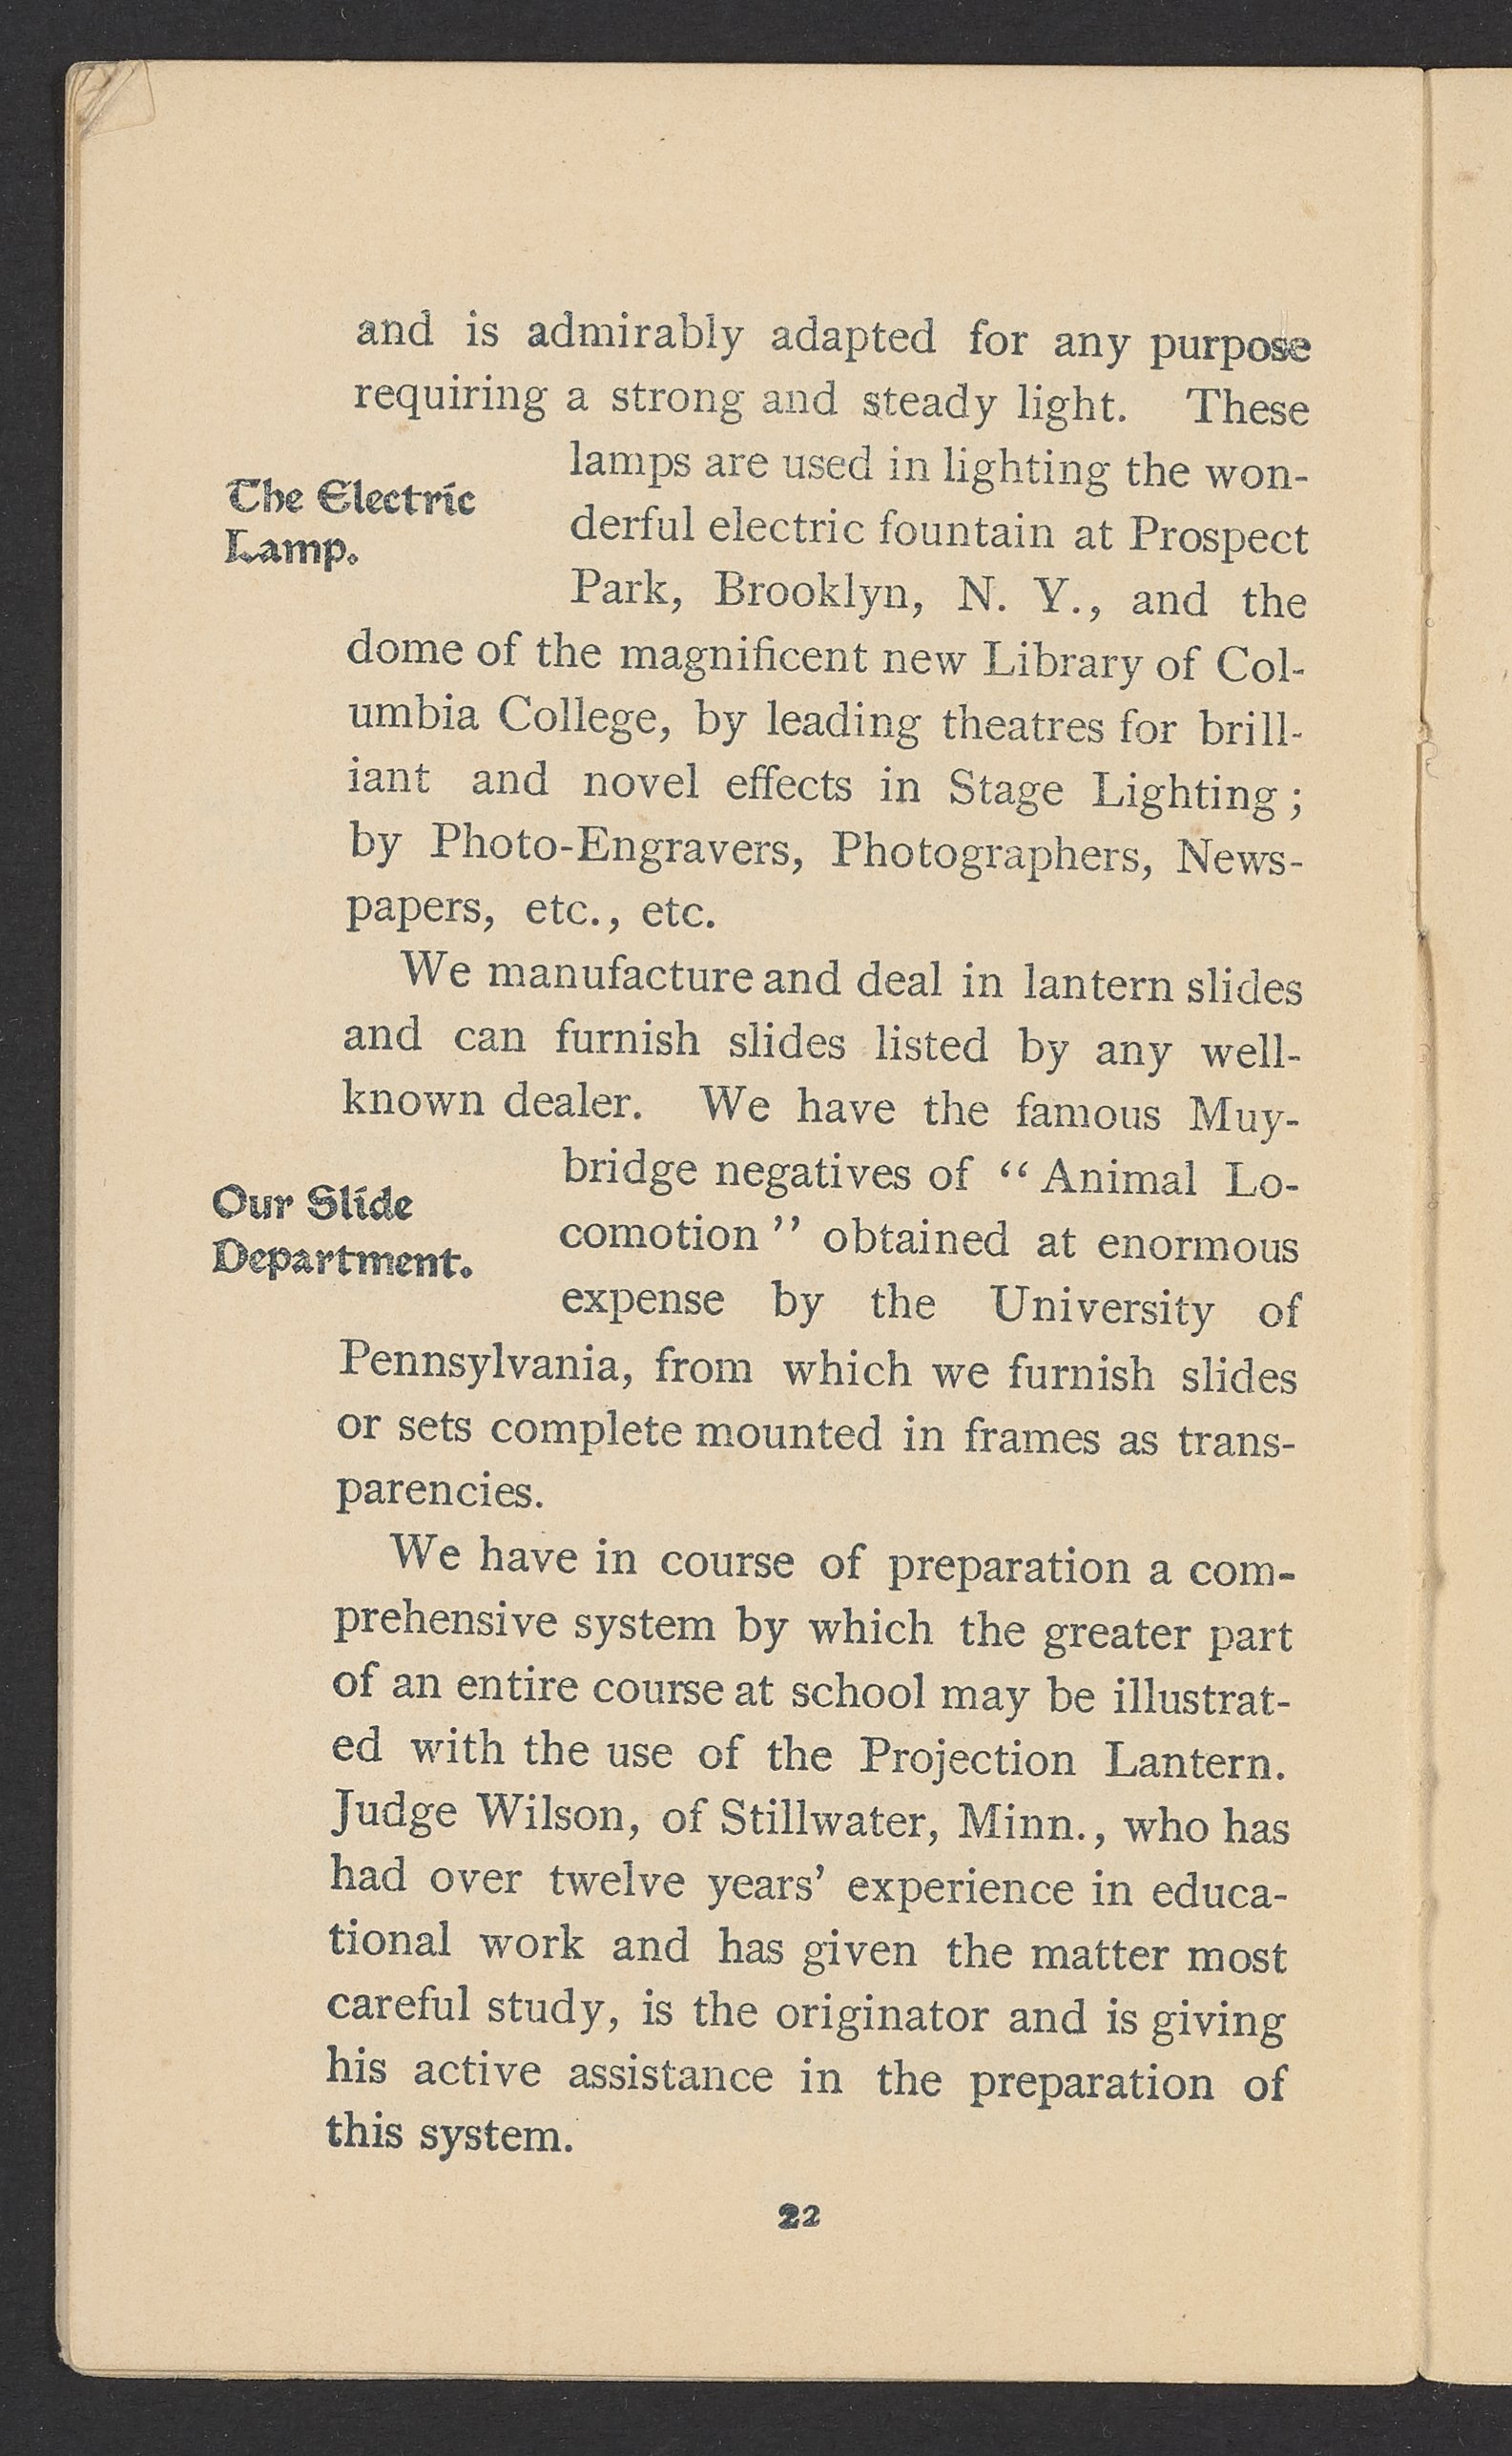 and is admirably adapted for any purpose
requiring a strong and steady light. These
The Electric
Lamp.
lamps are used in lighting the won-
derful electric fountain at Prospect
Park, Brooklyn, N. Y., and the
dome of the magnificent new Library of Col-
umbia College, by leading theatres for brill-
iant and novel effects in Stage Lighting ;
by Photo-Engravers, Photographers, News-
papers, etc., etc.
We manufacture and deal in lantern slides
and can furnish slides listed by any well-
known dealer. We have the famous Muy-
Our Slide
Department.
bridge negatives of “ Animal Lo-
comotion ” obtained at enormous
expense by the University of
Pennsylvania, from which we furnish slides
or sets complete mounted in frames as trans-
parencies.
We have in course of preparation a com-
prehensive system by which the greater part
of an entire course at school may be illustrat-
ed with the use of the Projection Lantern.
Judge Wilson, of Stillwater, Minn., who has
had over twelve years’ experience in educa-
tional work and has given the matter most
careful study, is the originator and is giving
his active assistance in the preparation of
this system.
22